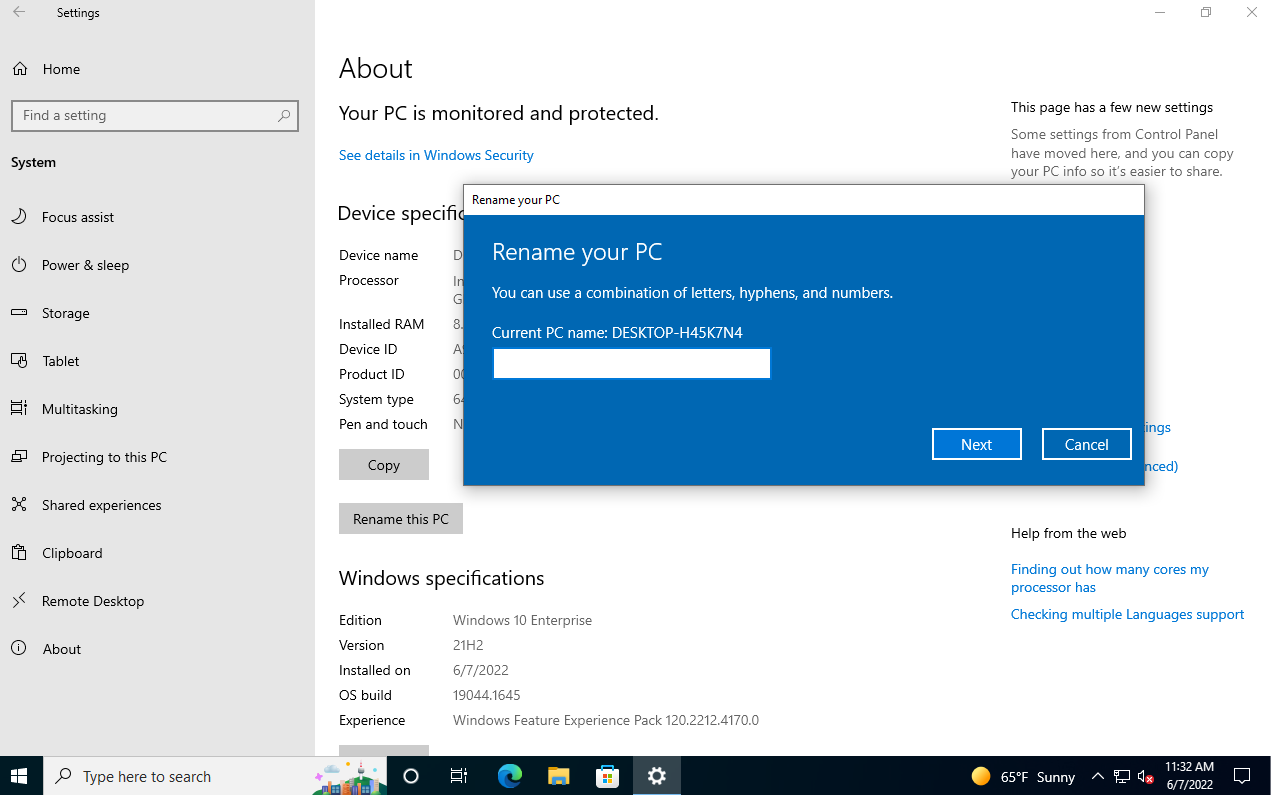 Settings
Home
Find a setting
System
Focus assist
Power & sleep
Storage
Tablet
Multitasking
Projecting to this PC
Shared experiences
Clipboard
Remote Desktop
About
About
Your PC is monitored and protected.
See details in Windows Security
Device specific
Device name D
Processor In
G
Installed RAM 8.
Device ID A9
Product ID 00
System type 64
Pen and touch N
Copy
Rename this PC
Windows specifications
Edition Windows 10 Enterprise
Version 21H2
Installed on 6/7/2022
OS build 19044.1645
Experience Windows Feature Experience Pack 120.2212.4170.0
This page has a few new settings
Some settings from Control Panel
have moved here, and you can copy
your PC info so it's easier to share.
ings
nced)
Help from the web
Finding out how many cores my
processor has
Checking multiple Languages support
Rename your PC
Rename your PC
You can use a combination of letters, hyphens, and numbers.
Current PC name: DESKTOP-H45K7N4
Next
Cancel
Type here to search
65°F Sunny
11:32 AM
6/7/2022